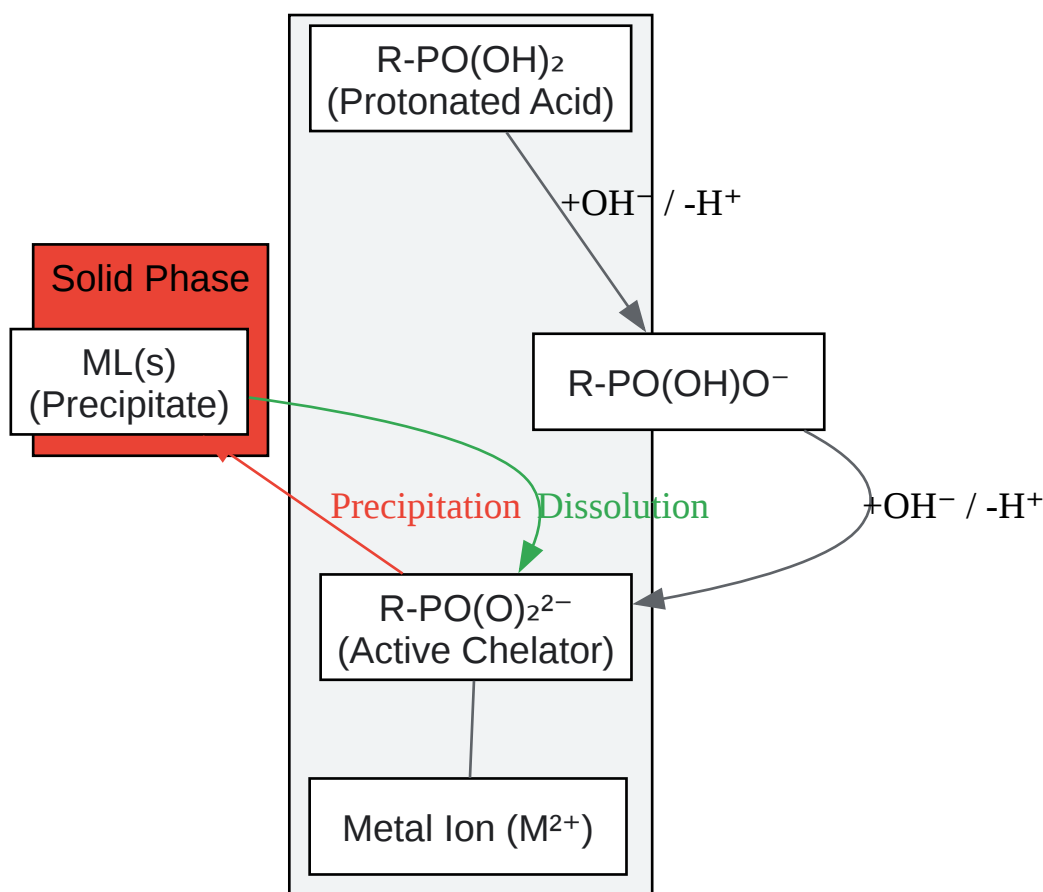 R-PO(OH)₂
(Protonated Acid)
+OH⁻ / -H⁺
Solid Phase
ML(s)
(Precipitate)
R-PO(OH)O⁻
Precipitation
Dissolution
+OH⁻ / -H⁺
R-PO(O)₂²⁻
(Active Chelator)
Metal Ion (M²⁺)